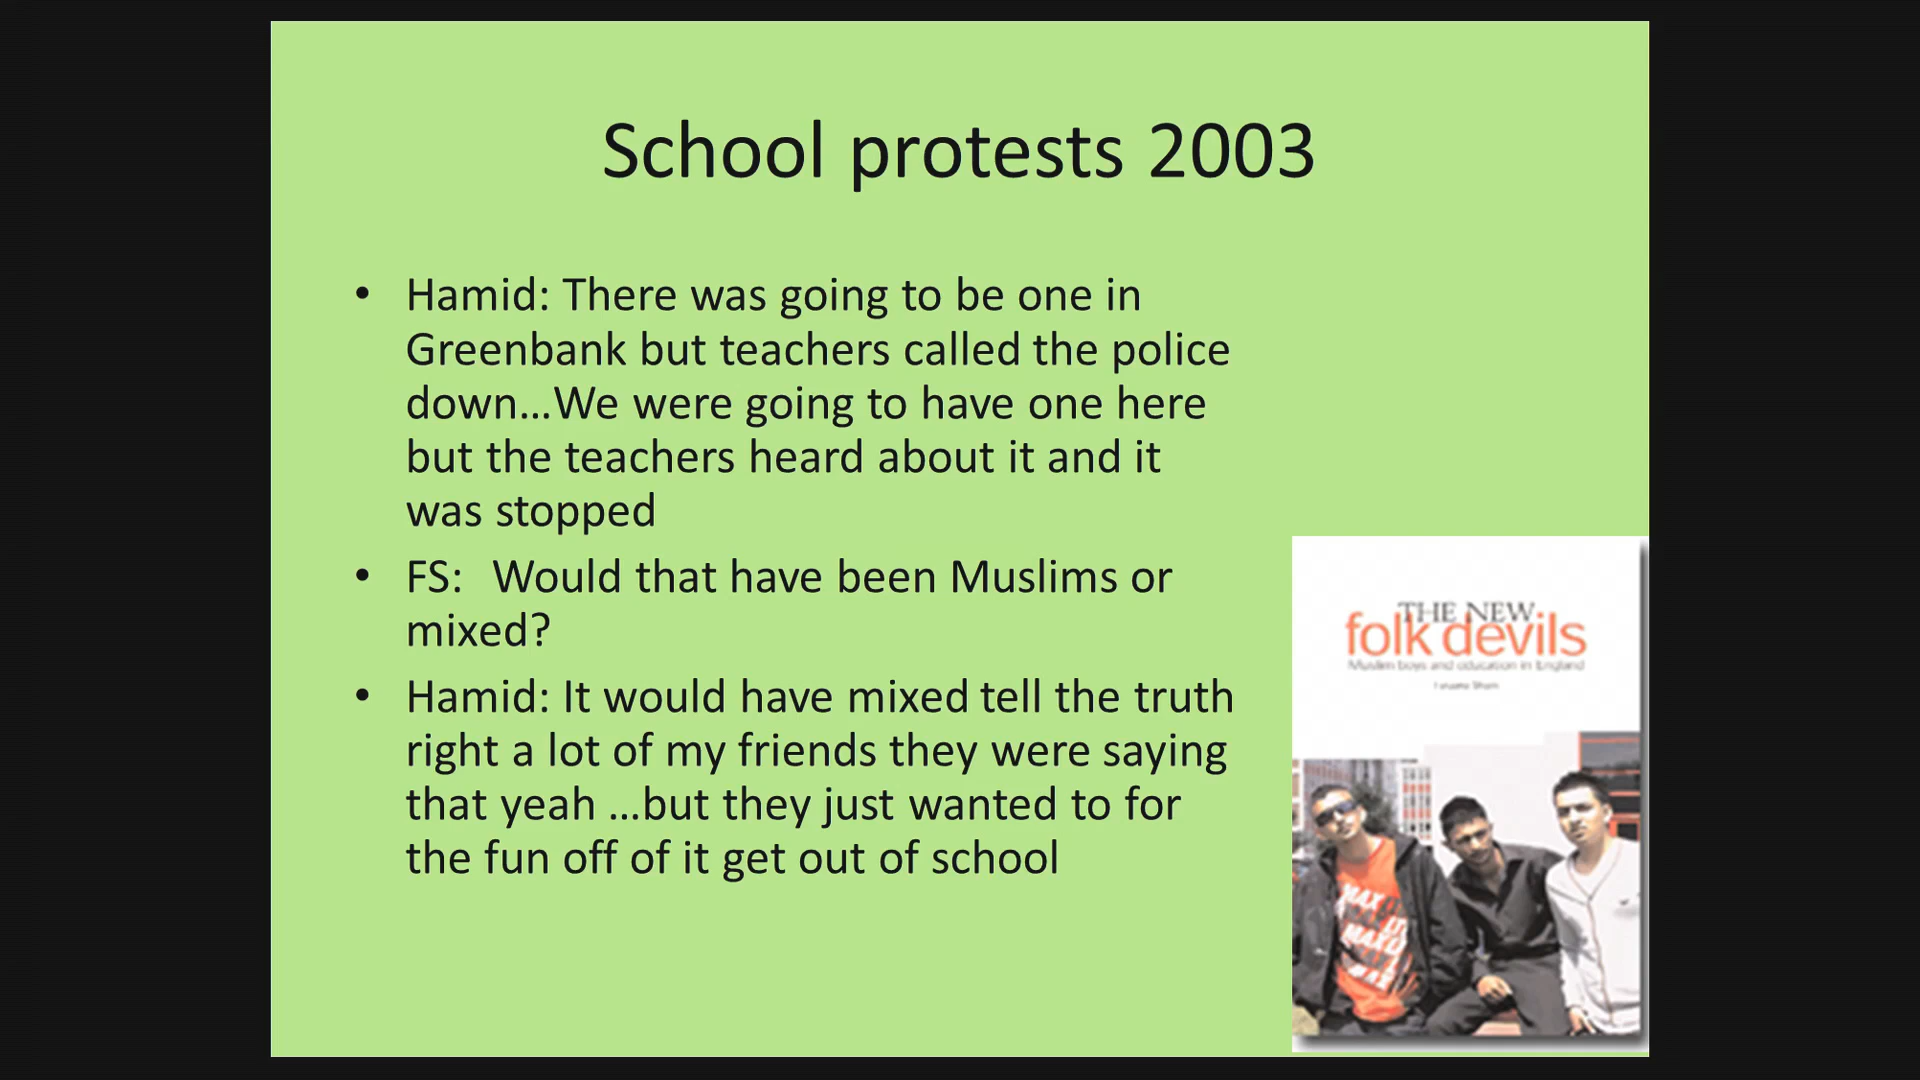 School protests 2003
• Hamid: There was going to be one in
Greenbank but teachers called the police
down…We were going to have one here
but the teachers heard about it and it
was stopped
• FS: Would that have been Muslims or
mixed?
• Hamid: It would have mixed tell the truth
right a lot of my friends they were saying
that yeah …but they just wanted to for
the fun off of it get out of school
THE NEW
folk devils
Muslim boys and education in England
MAX